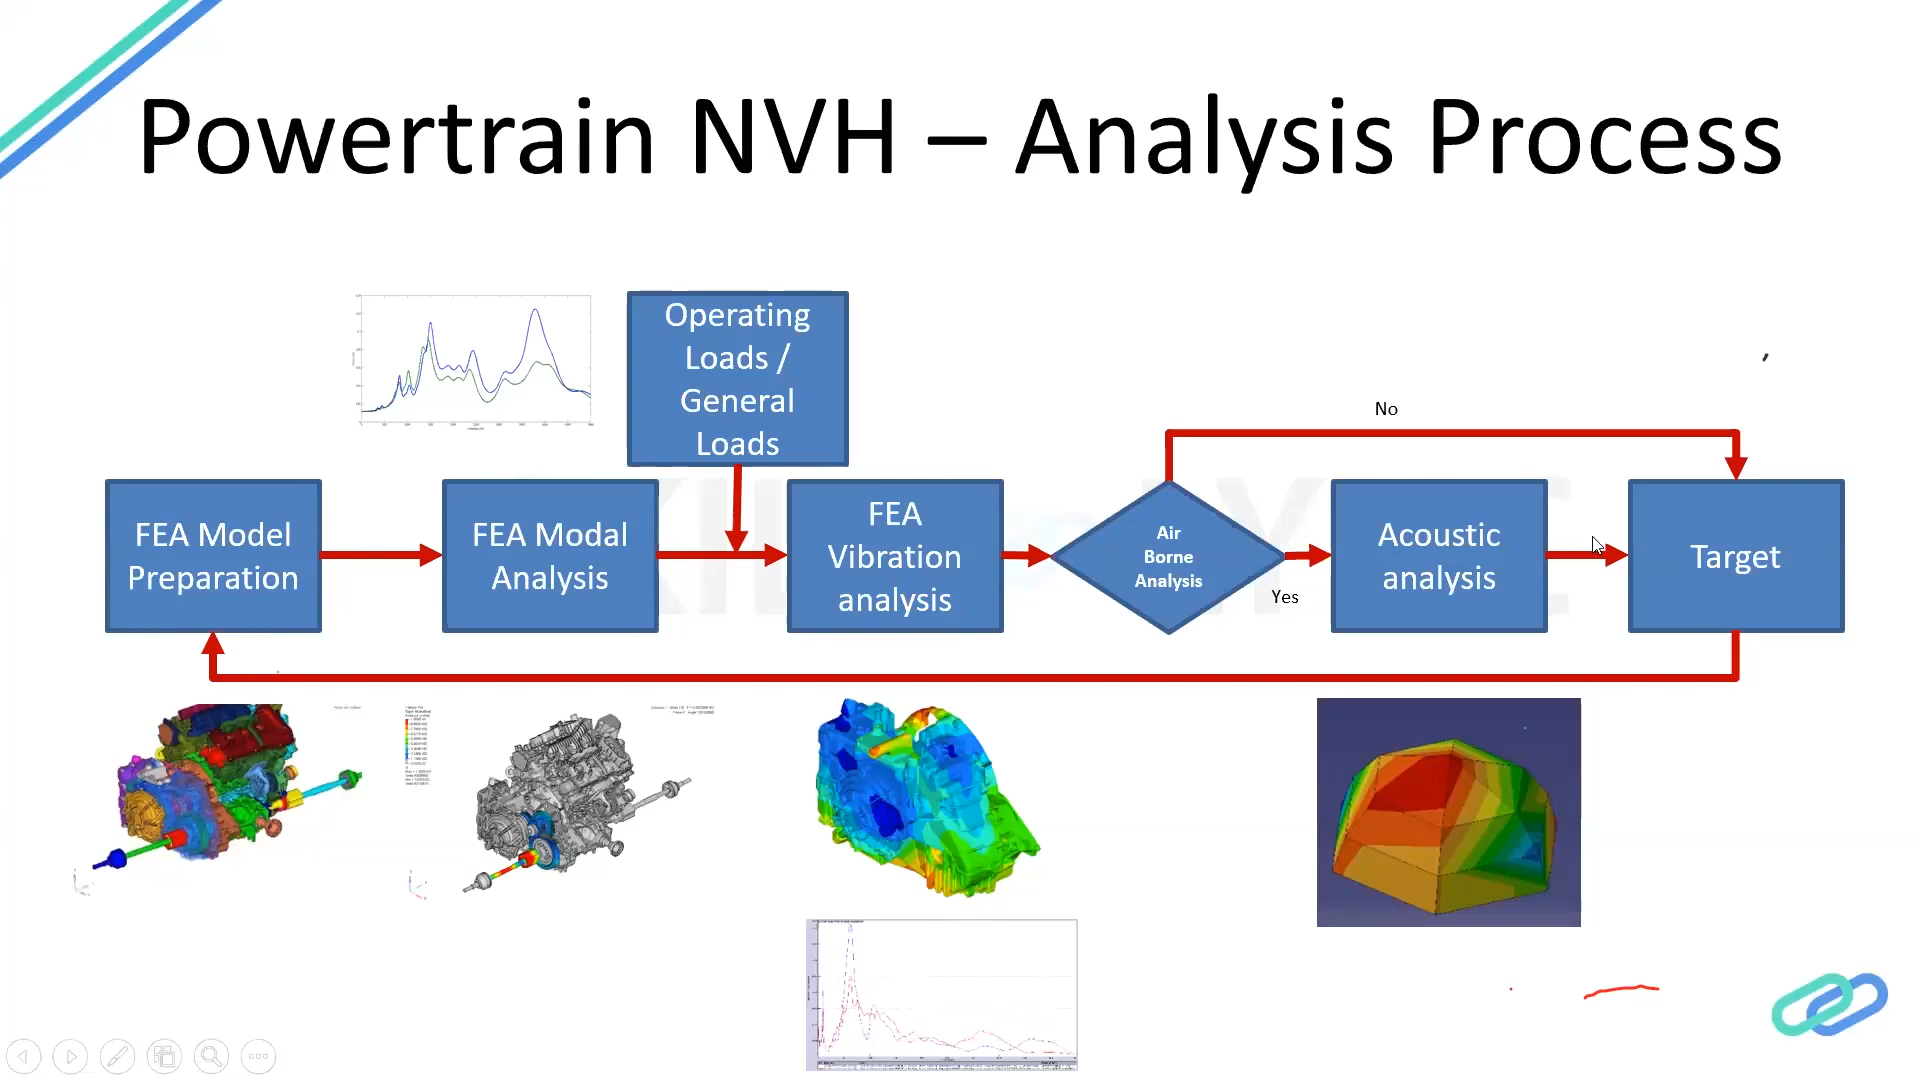 Powertrain NVH – Analysis Process
Operating
Loads /
General
Loads
No
FEA Model
Preparation
FEA Modal
Analysis
FEA
Vibration
analysis
Air
Borne
Analysis
Yes
Acoustic
analysis
Target